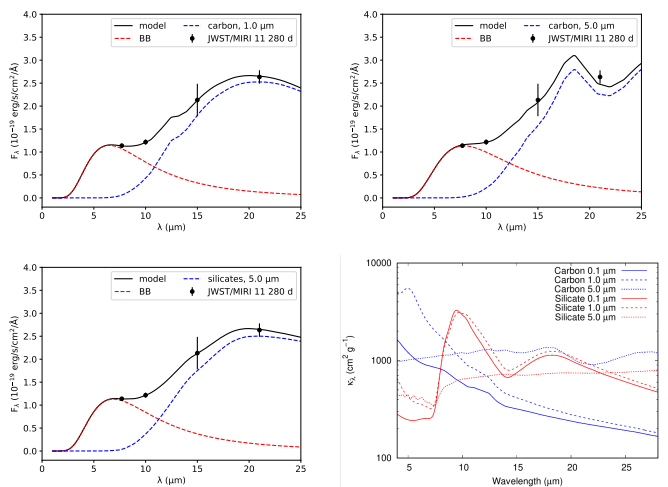 model
BB
carbon, 1.0 μm
JWST/MIRI 11 280 d
F_λ (10⁻¹⁹ erg/s/cm²/Å)
4.0
3.5
3.0
2.5
2.0
1.5
1.0
0.5
0.0
0 5 10 15 20 25
λ (μm)
model
BB
carbon, 5.0 μm
JWST/MIRI 11 280 d
F_λ (10⁻¹⁹ erg/s/cm²/Å)
4.0
3.5
3.0
2.5
2.0
1.5
1.0
0.5
0.0
0 5 10 15 20 25
λ (μm)
model
BB
silicates, 5.0 μm
JWST/MIRI 11 280 d
F_λ (10⁻¹⁹ erg/s/cm²/Å)
4.0
3.5
3.0
2.5
2.0
1.5
1.0
0.5
0.0
0 5 10 15 20 25
λ (μm)
Carbon 0.1 μm
Carbon 1.0 μm
Carbon 5.0 μm
Silicate 0.1 μm
Silicate 1.0 μm
Silicate 5.0 μm
κ_λ (cm² g⁻¹)
10000
1000
100
5 10 15 20 25
Wavelength (μm)